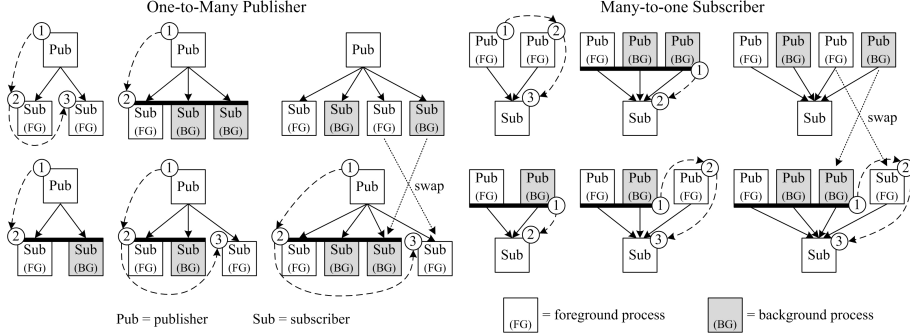 One-to-Many Publisher
Many-to-one Subscriber
1 Pub
2 Sub (FG) 3 Sub (FG)
1 Pub
2 Sub (FG) Sub (BG) Sub (BG)
Pub
Sub (FG) Sub (BG) Sub (FG) Sub (BG)
swap
1 Pub
2 Sub (FG) Sub (BG)
1 Pub
2 Sub (FG) Sub (BG) 3 Sub (FG)
1 Pub
2 Sub (FG) Sub (BG) Sub (BG) 3 Sub (FG)
Pub (FG) 1 Pub (FG) 2
3
Sub
Pub (FG) Pub (BG) Pub (BG) 1
2
Sub
Pub (FG) Pub (BG) Pub (FG) Pub (BG)
Sub
swap
Pub (FG) Pub (BG) 1
2
Sub
Pub (FG) Pub (BG) 1 Pub (FG) 2
3
Sub
Pub (FG) Pub (BG) Pub (BG) 1 Sub (FG) 2
3
Sub
Pub = publisher
Sub = subscriber
(FG) = foreground process
(BG) = background process